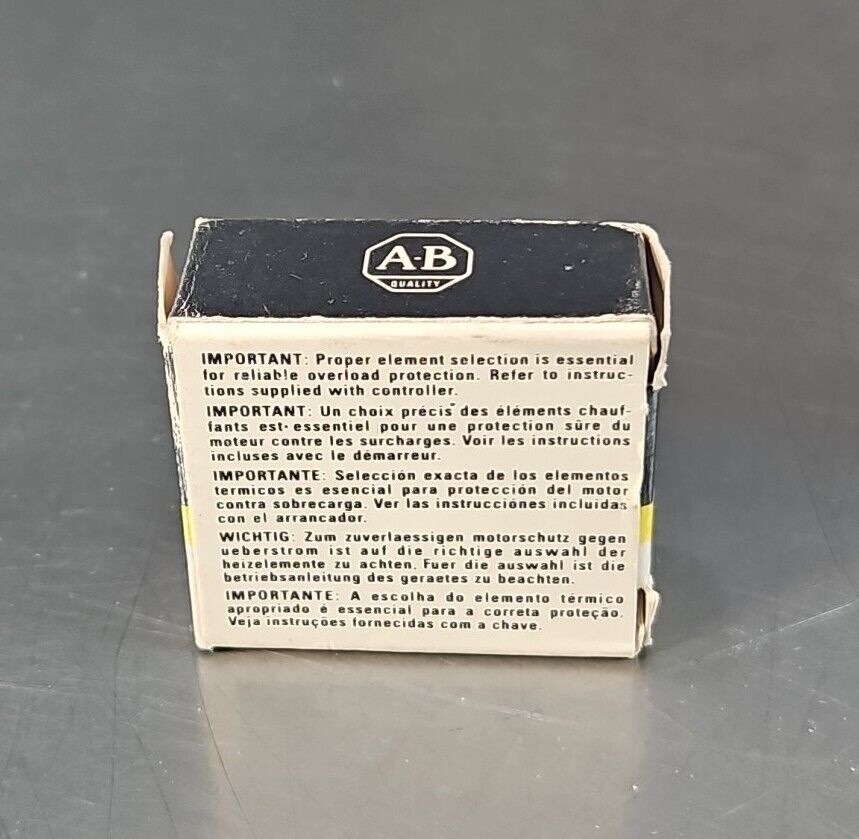 A-B
QUALITY
IMPORTANT: Proper element selection is essential
for reliable overload protection. Refer to instruc-
tions supplied with controller.
IMPORTANT: Un choix précis des éléments chauf-
fants est essentiel pour une protection sûre du
moteur contre les surcharges. Voir les instructions
incluses avec le démarreur.
IMPORTANTE: Selección exacta de los elementos
termicos es esencial para protección del motor
contra sobrecarga. Ver las instrucciónes incluidas
con el arrancador.
WICHTIG: Zum zuverlaessigen motorschutz gegen
ueberstrom ist auf die richtige auswahl der
heizelemente zu achten. Fuer die auswahl ist die
betriebsanleitung des geraetes zu beachten.
IMPORTANTE: A escolha do elemento térmico
apropriado é essencial para a correta proteção.
Veja instruções fornecidas com a chave.